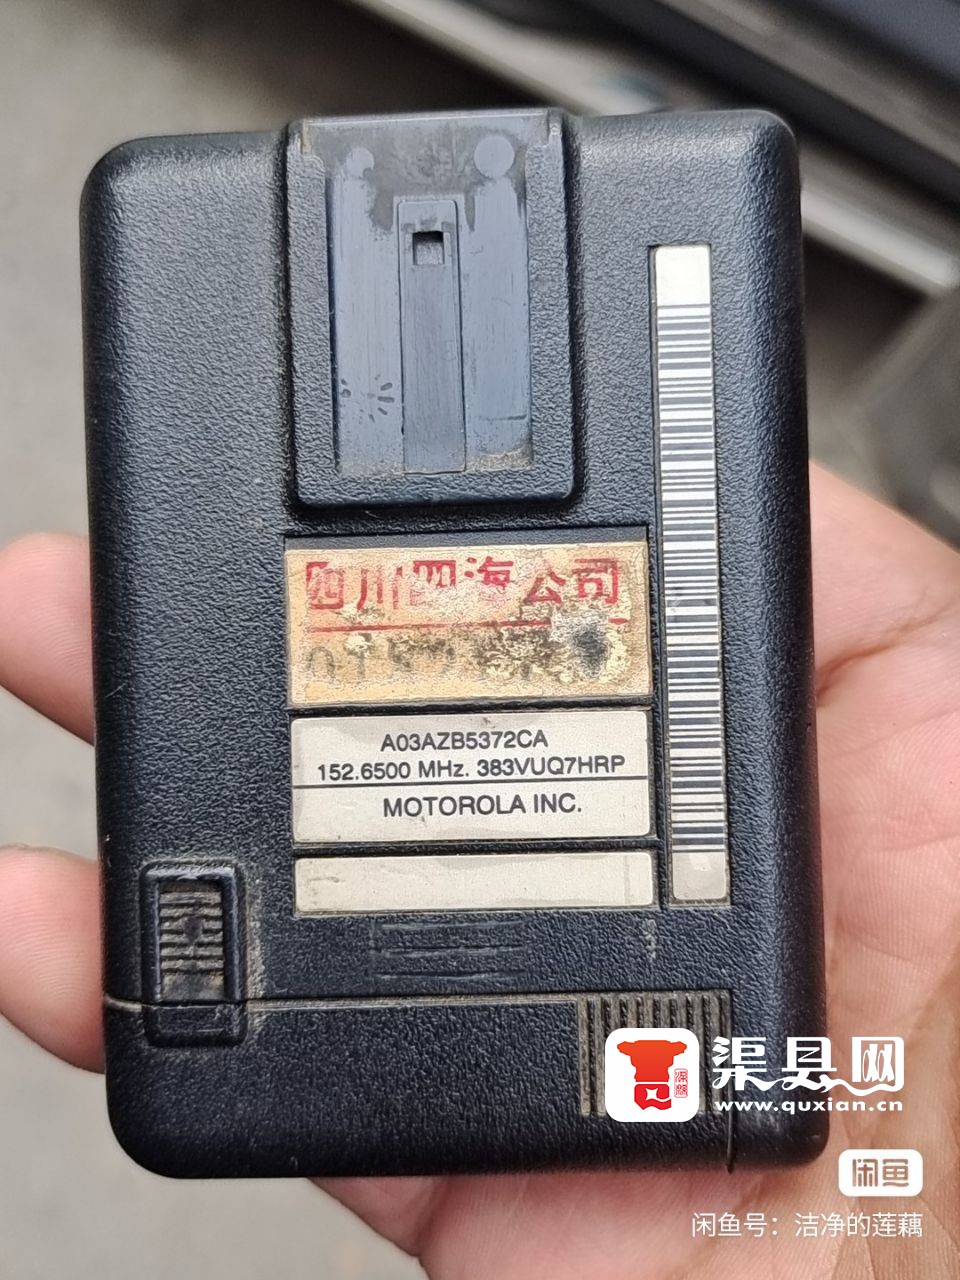 四川四海公司
A03AZB5372CA
152.6500 MHz. 383VUQ7HRP
MOTOROLA INC.
渠县网
www.quxian.cn
闲鱼
闲鱼号：洁净的莲藕